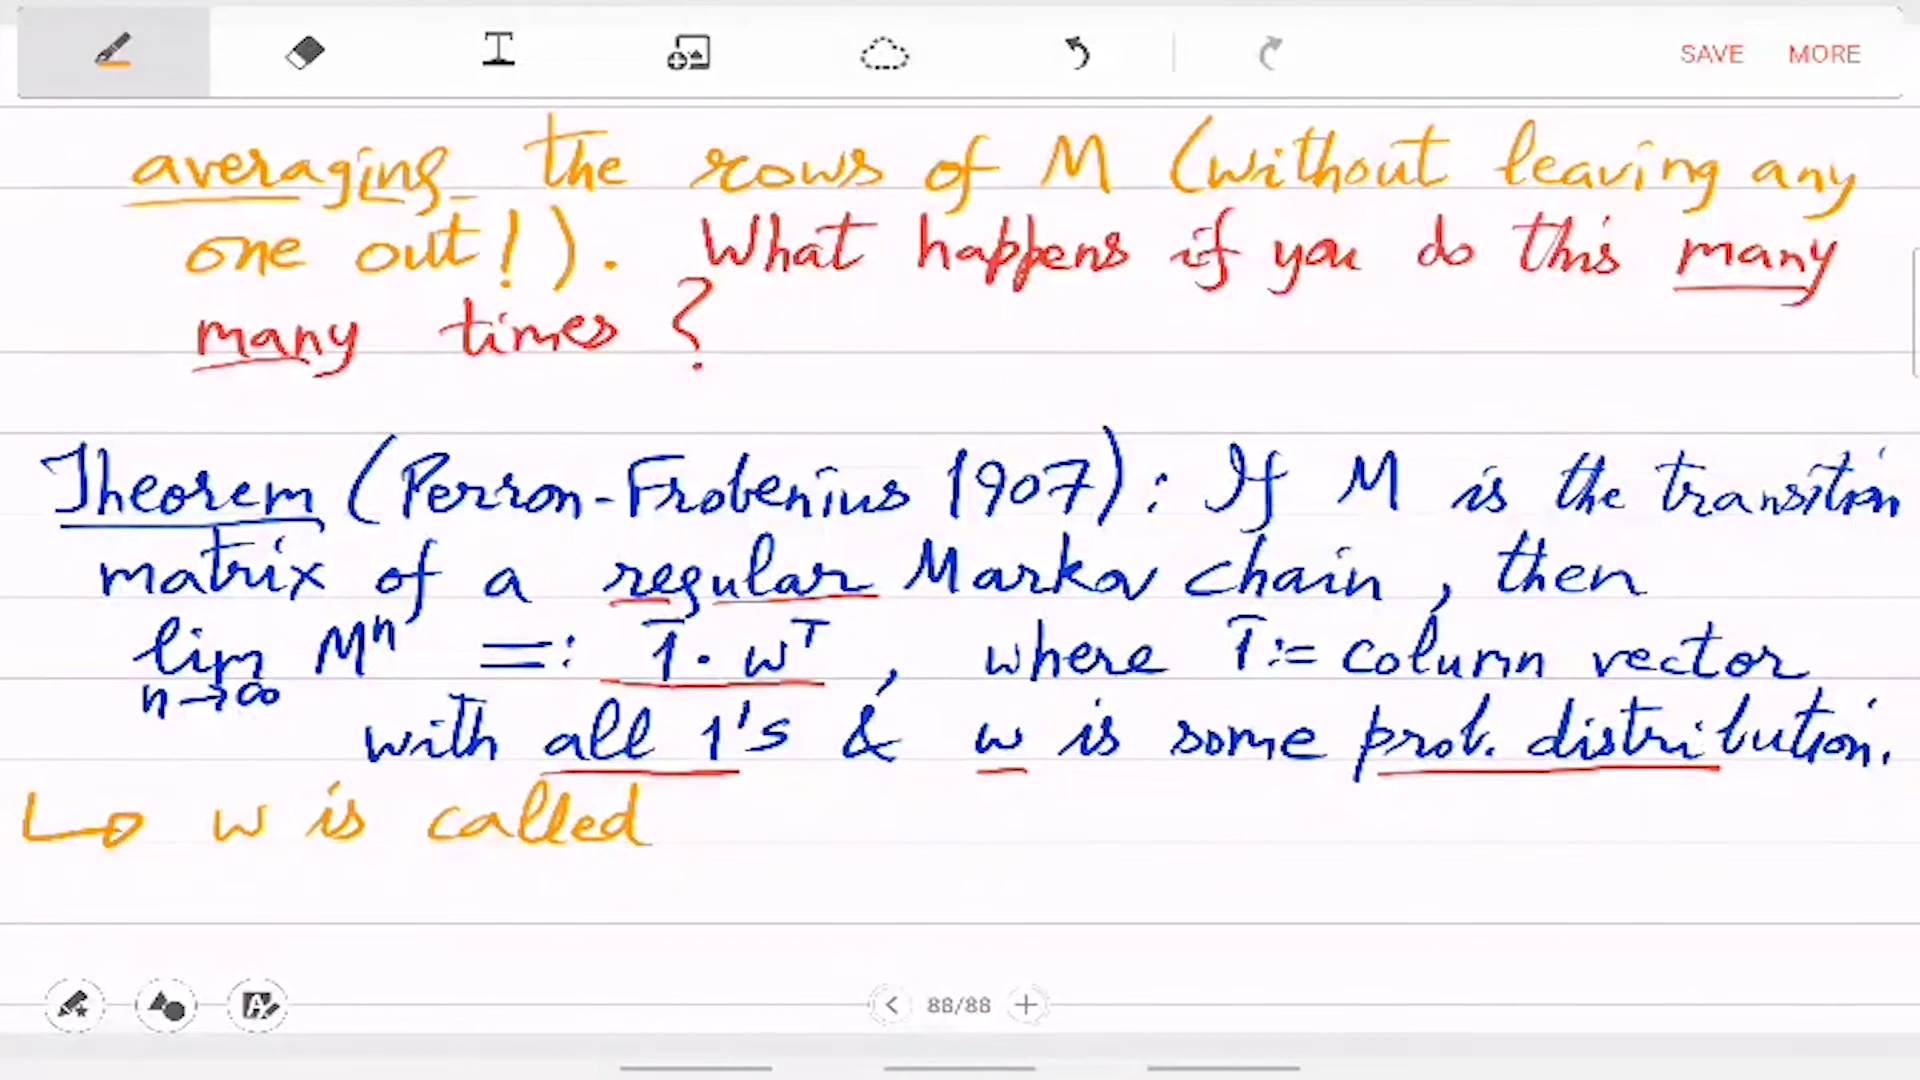 SAVE MORE
averaging the rows of M (without leaving any
one out!). What happens if you do this many
many times?
Theorem (Perron-Frobenius 1907): If M is the transition
matrix of a regular Markov chain, then
lim n→∞ Mⁿ =: 1̄ · wᵀ, where 1̄ := column vector
with all 1's & w is some prob. distribution.
↳ w is called
88/88